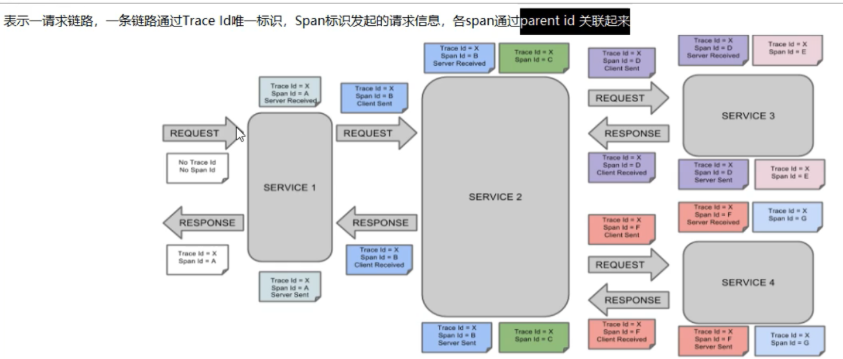 表示一请求链路，一条链路通过Trace Id唯一标识，Span标识发起的请求信息，各span通过parent id 关联起来
Trace Id = X
Span Id = A
Server Received
Trace Id = X
Span Id = B
Client Sent
Trace Id = X
Span Id = B
Server Received
Trace Id = X
Span Id = C
Trace Id = X
Span Id = D
Client Sent
Trace Id = X
Span Id = D
Server Received
Trace Id = X
Span Id = E
REQUEST
REQUEST
REQUEST
No Trace Id
No Span Id
SERVICE 1
SERVICE 2
SERVICE 3
RESPONSE
RESPONSE
RESPONSE
Trace Id = X
Span Id = A
Trace Id = X
Span Id = B
Client Received
Trace Id = X
Span Id = D
Client Received
Trace Id = X
Span Id = D
Server Sent
Trace Id = X
Span Id = E
Trace Id = X
Span Id = F
Client Sent
Trace Id = X
Span Id = F
Server Received
Trace Id = X
Span Id = G
REQUEST
SERVICE 4
RESPONSE
Trace Id = X
Span Id = A
Server Sent
Trace Id = X
Span Id = B
Server Sent
Trace Id = X
Span Id = C
Trace Id = X
Span Id = F
Client Received
Trace Id = X
Span Id = F
Server Sent
Trace Id = X
Span Id = G